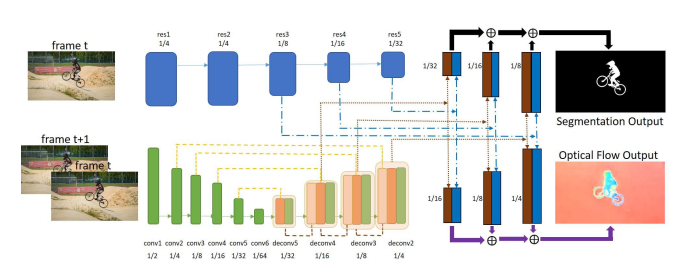 res1 res2 res3 res4 res5
1/4 1/4 1/8 1/16 1/32
frame t
1/32 1/16 1/8
Segmentation Output
frame t+1
frame t
Optical Flow Output
1/16 1/8 1/4
conv1 conv2 conv3 conv4 conv5 conv6 deconv5 deconv4 deconv3 deconv2
1/2 1/4 1/8 1/16 1/32 1/64 1/32 1/16 1/8 1/4